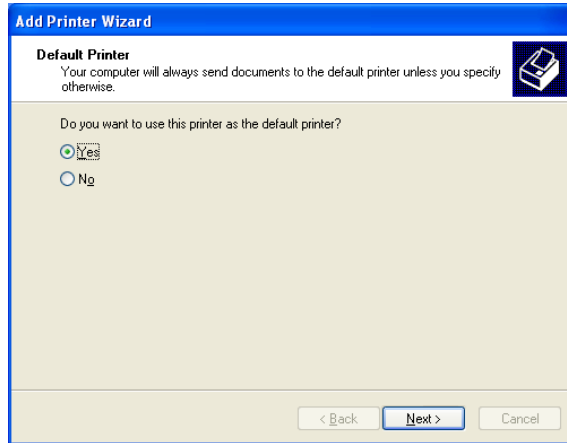 Add Printer Wizard
Default Printer
Your computer will always send documents to the default printer unless you specify
otherwise.
Do you want to use this printer as the default printer?
Yes
No
< Back
Next >
Cancel